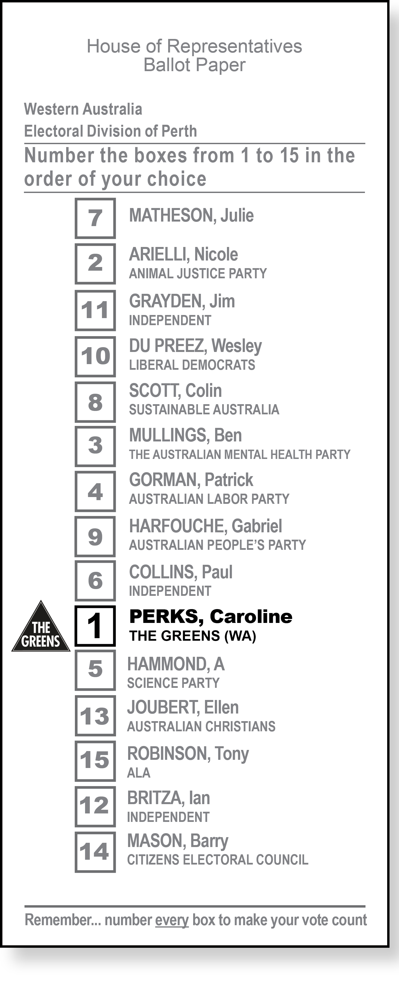 House of Representatives
Ballot Paper
Western Australia
Electoral Division of Perth
Number the boxes from 1 to 15 in the
order of your choice
7 MATHESON, Julie
2 ARIELLI, Nicole
ANIMAL JUSTICE PARTY
11 GRAYDEN, Jim
INDEPENDENT
10 DU PREEZ, Wesley
LIBERAL DEMOCRATS
8 SCOTT, Colin
SUSTAINABLE AUSTRALIA
3 MULLINGS, Ben
THE AUSTRALIAN MENTAL HEALTH PARTY
4 GORMAN, Patrick
AUSTRALIAN LABOR PARTY
9 HARFOUCHE, Gabriel
AUSTRALIAN PEOPLE’S PARTY
6 COLLINS, Paul
INDEPENDENT
THE
GREENS
1 PERKS, Caroline
THE GREENS (WA)
5 HAMMOND, A
SCIENCE PARTY
13 JOUBERT, Ellen
AUSTRALIAN CHRISTIANS
15 ROBINSON, Tony
ALA
12 BRITZA, Ian
INDEPENDENT
14 MASON, Barry
CITIZENS ELECTORAL COUNCIL
Remember... number every box to make your vote count